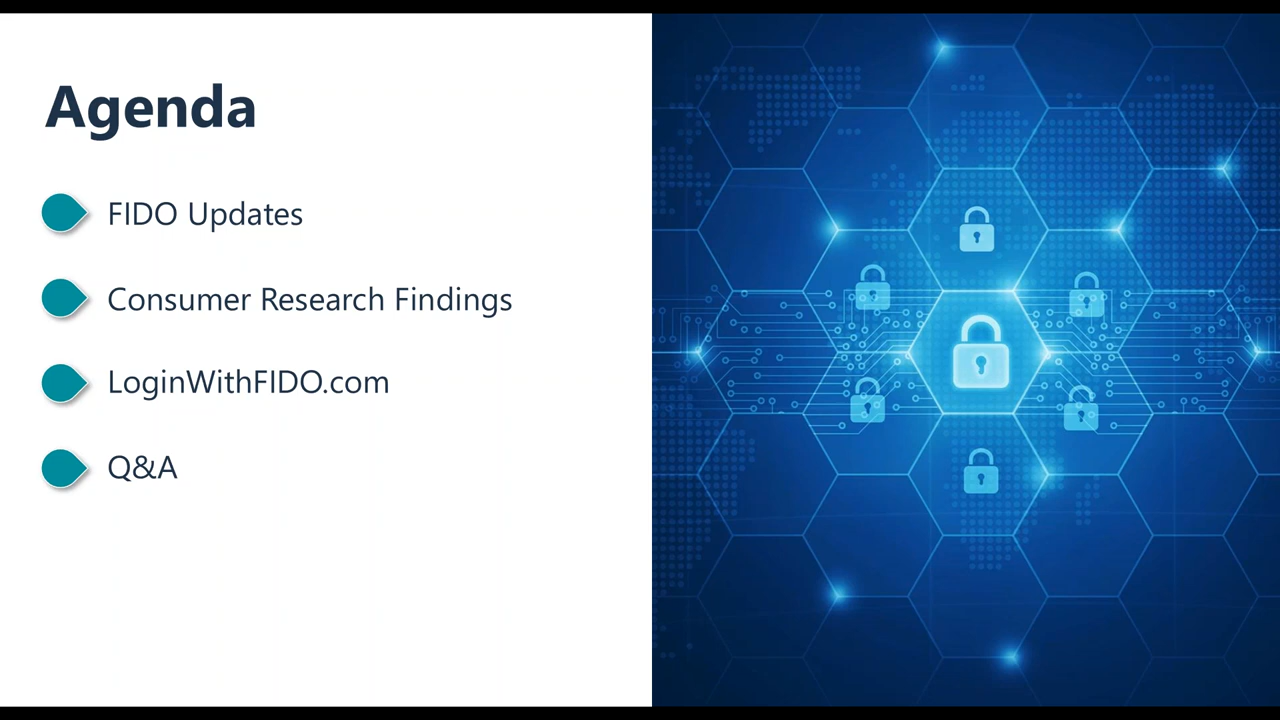 Agenda
FIDO Updates
Consumer Research Findings
LoginWithFIDO.com
Q&A